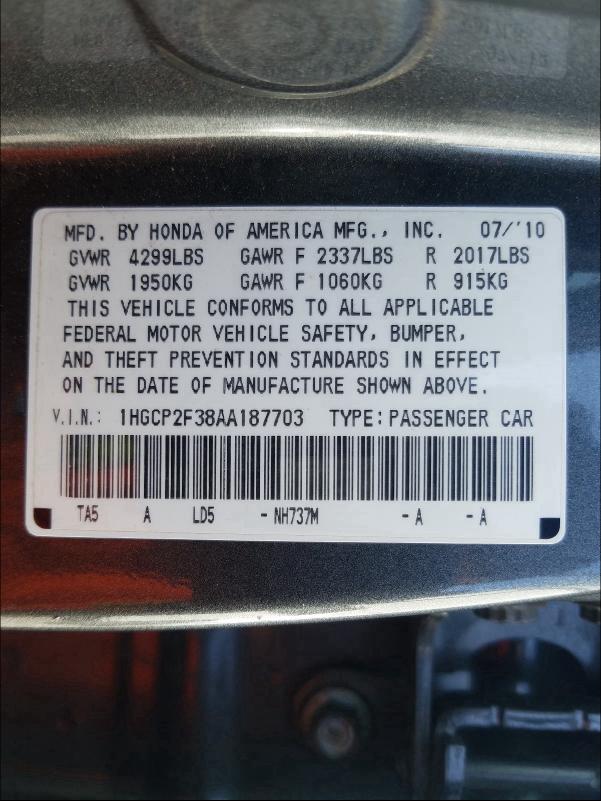 MFD. BY HONDA OF AMERICA MFG., INC. 07/'10
GVWR 4299LBS GAWR F 2337LBS R 2017LBS
GVWR 1950KG GAWR F 1060KG R 915KG
THIS VEHICLE CONFORMS TO ALL APPLICABLE
FEDERAL MOTOR VEHICLE SAFETY, BUMPER,
AND THEFT PREVENTION STANDARDS IN EFFECT
ON THE DATE OF MANUFACTURE SHOWN ABOVE.
V.I.N.: 1HGCP2F38AA187703 TYPE: PASSENGER CAR
TA5 A LD5 - NH737M - A - A